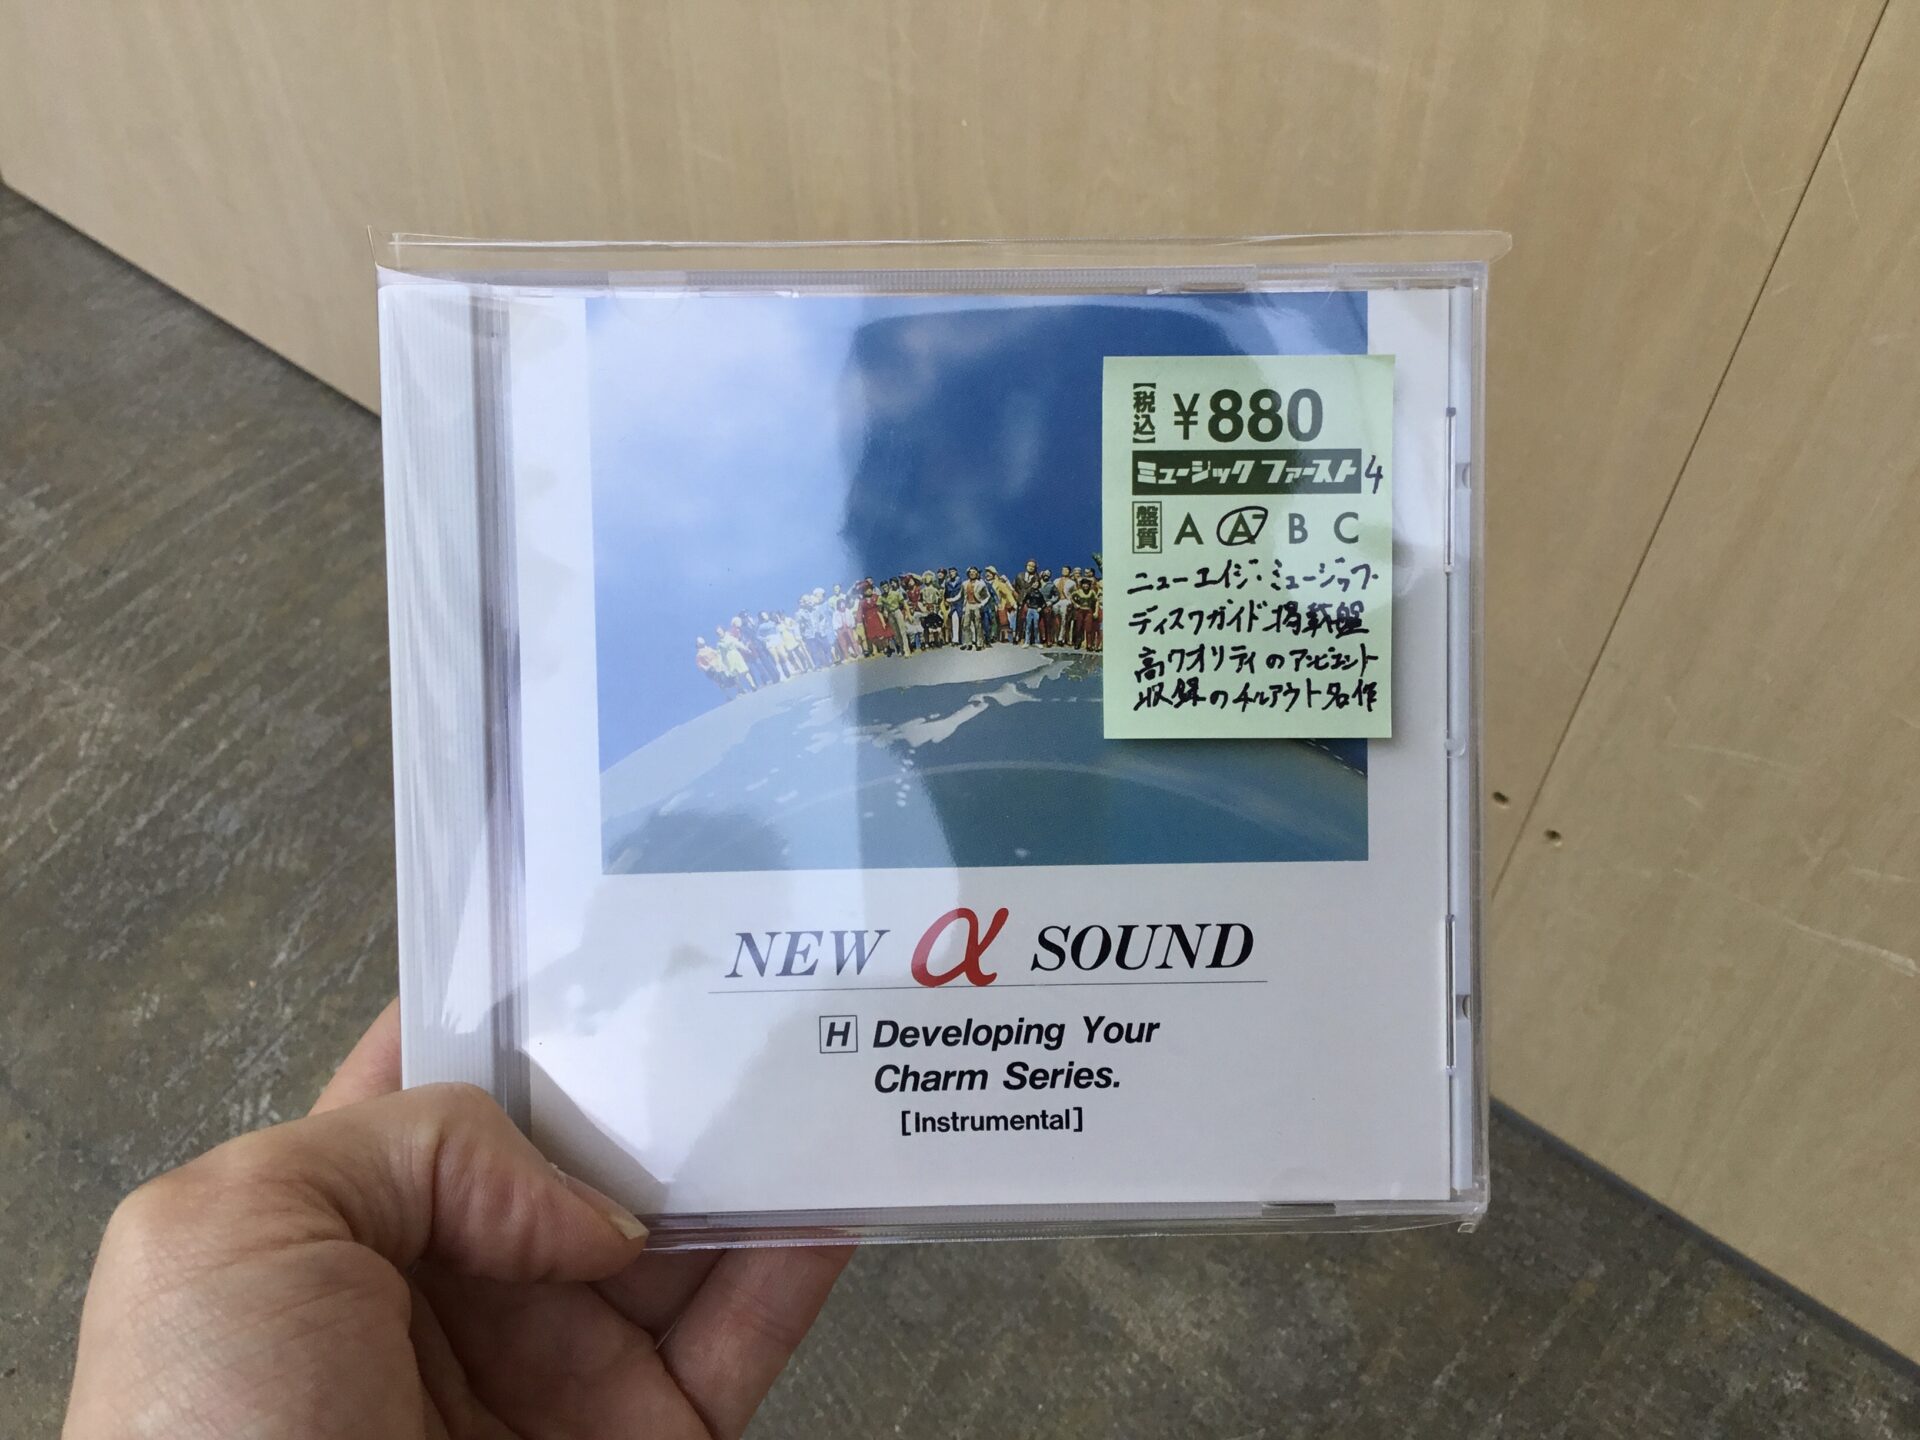 【税込】 ¥880
ミュージック ファースト 4
盤質 A A⁻ B C
ニューエイジ・ミュージック・
ディスクガイド掲載盤
高クオリティのアンビエント
収録のチルアウト名作
NEW α SOUND
H Developing Your
Charm Series.
[Instrumental]